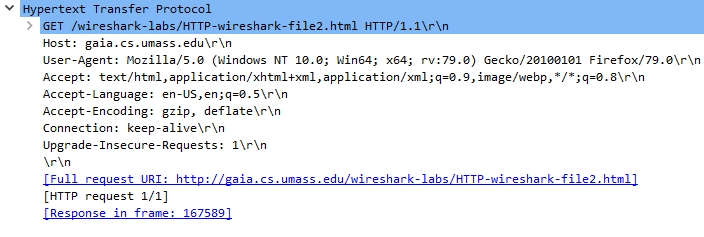 Hypertext Transfer Protocol
GET /wireshark-labs/HTTP-wireshark-file2.html HTTP/1.1\r\n
Host: gaia.cs.umass.edu\r\n
User-Agent: Mozilla/5.0 (Windows NT 10.0; Win64; x64; rv:79.0) Gecko/20100101 Firefox/79.0\r\n
Accept: text/html,application/xhtml+xml,application/xml;q=0.9,image/webp,*/*;q=0.8\r\n
Accept-Language: en-US,en;q=0.5\r\n
Accept-Encoding: gzip, deflate\r\n
Connection: keep-alive\r\n
Upgrade-Insecure-Requests: 1\r\n
\r\n
[Full request URI: http://gaia.cs.umass.edu/wireshark-labs/HTTP-wireshark-file2.html]
[HTTP request 1/1]
[Response in frame: 167589]